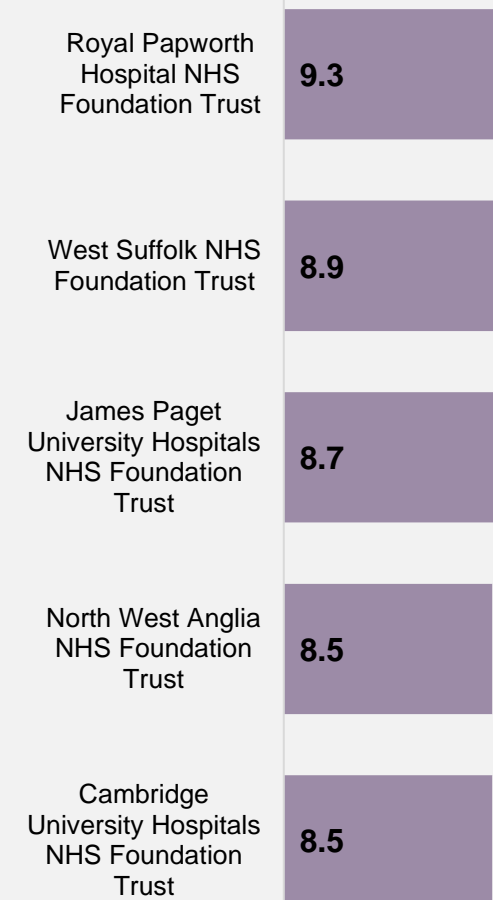 Royal Papworth
Hospital NHS
Foundation Trust
9.3
West Suffolk NHS
Foundation Trust
8.9
James Paget
University Hospitals
NHS Foundation
Trust
8.7
North West Anglia
NHS Foundation
Trust
8.5
Cambridge
University Hospitals
NHS Foundation
Trust
8.5